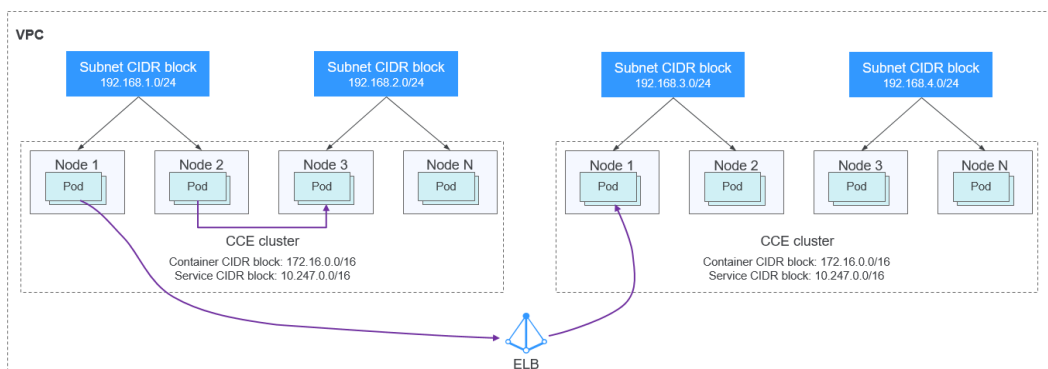 VPC
Subnet CIDR block
192.168.1.0/24
Subnet CIDR block
192.168.2.0/24
Subnet CIDR block
192.168.3.0/24
Subnet CIDR block
192.168.4.0/24
Node 1
Pod
Node 2
Pod
Node 3
Pod
Node N
Pod
CCE cluster
Container CIDR block: 172.16.0.0/16
Service CIDR block: 10.247.0.0/16
Node 1
Pod
Node 2
Pod
Node 3
Pod
Node N
Pod
CCE cluster
Container CIDR block: 172.16.0.0/16
Service CIDR block: 10.247.0.0/16
ELB